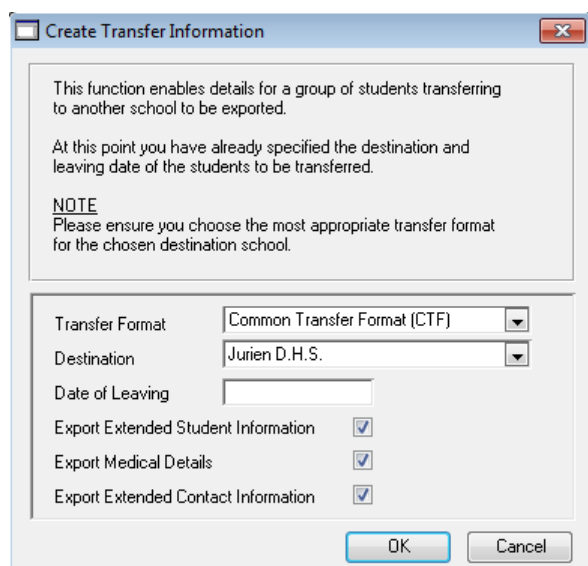 Create Transfer Information
This function enables details for a group of students transferring
to another school to be exported.
At this point you have already specified the destination and
leaving date of the students to be transferred.
NOTE
Please ensure you choose the most appropriate transfer format
for the chosen destination school.
Transfer Format Common Transfer Format (CTF)
Destination Jurien D.H.S.
Date of Leaving
Export Extended Student Information
Export Medical Details
Export Extended Contact Information
OK Cancel